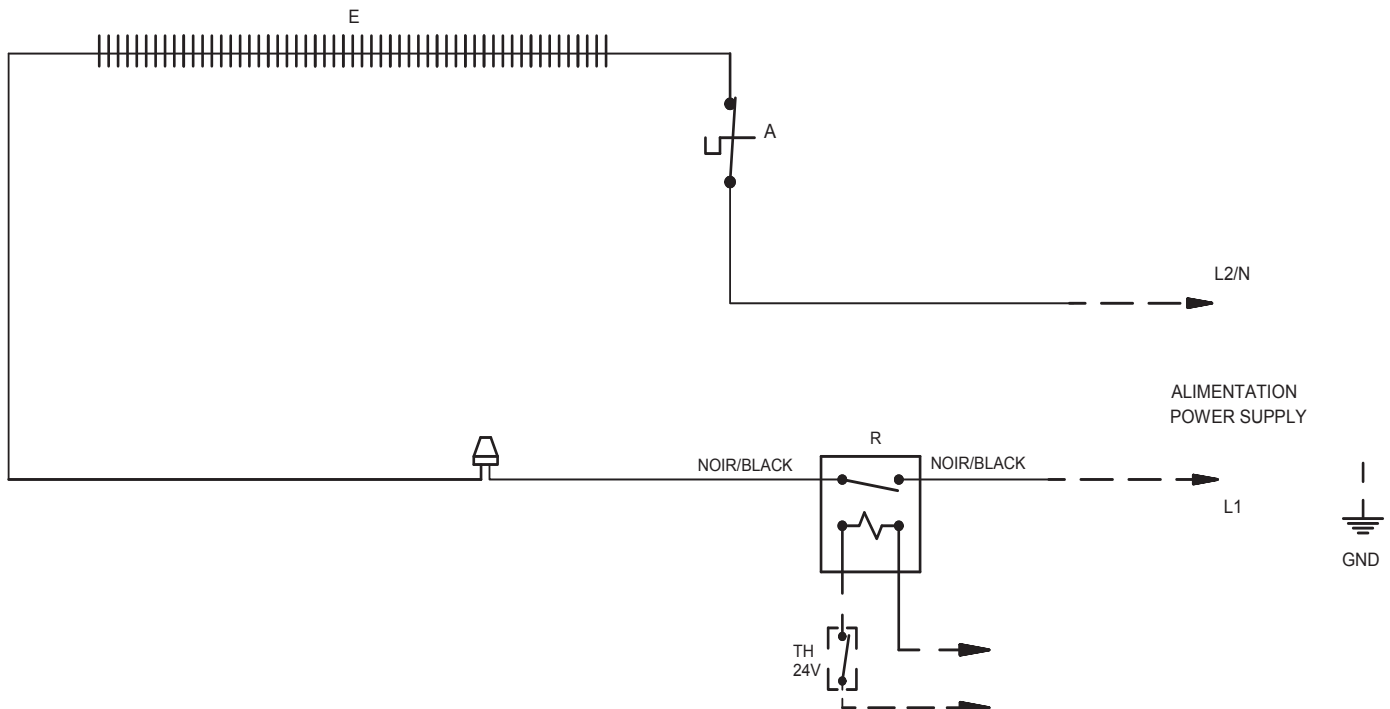 E
A
L2/N
ALIMENTATION
POWER SUPPLY
R
NOIR/BLACK
NOIR/BLACK
L1
GND
TH
24V